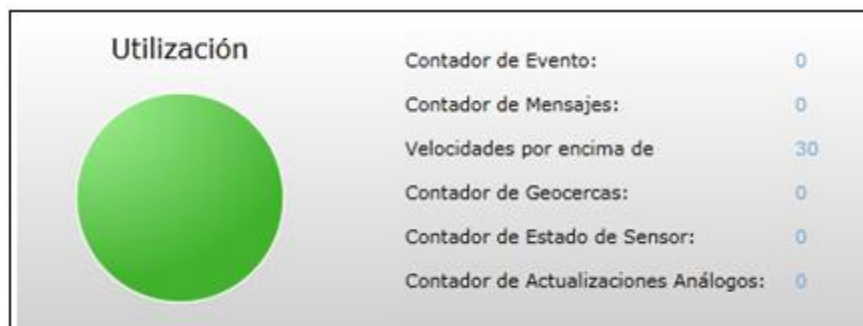 Utilización
Contador de Evento: 0
Contador de Mensajes: 0
Velocidades por encima de 30
Contador de Geocercas: 0
Contador de Estado de Sensor: 0
Contador de Actualizaciones Análogos: 0